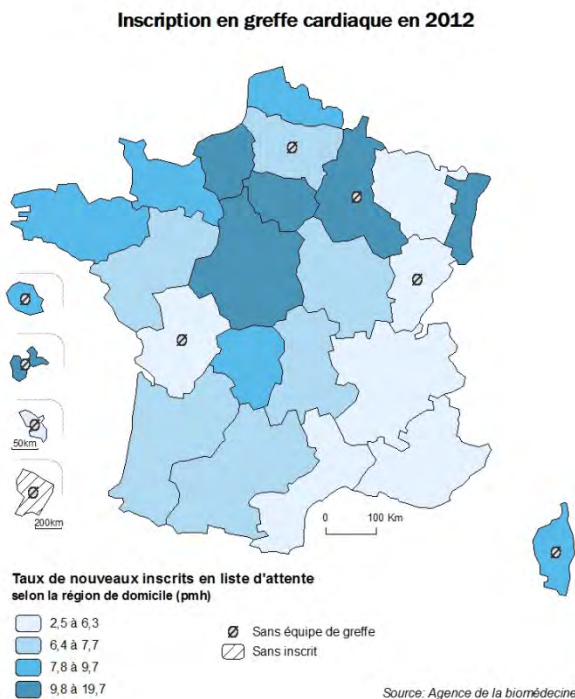 Inscription en greffe cardiaque en 2012
50km
200km
0 100 Km
Taux de nouveaux inscrits en liste d'attente
selon la région de domicile (pmh)
2,5 à 6,3
6,4 à 7,7
7,8 à 9,7
9,8 à 19,7
Sans équipe de greffe
Sans inscrit
Source: Agence de la biomédecine